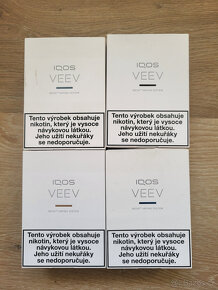 IQOS
VEEV
Tento výrobek obsahuje
nikotin, který je vysoce
návykovou látkou.
Jeho užití nekuřáky se
nedoporučuje.
IQOS
VEEV
Tento výrobek obsahuje
nikotin, který je vysoce
návykovou látkou.
Jeho užití nekuřáky se
nedoporučuje.
IQOS
VEEV
Tento výrobek obsahuje
nikotin, který je vysoce
návykovou látkou.
Jeho užití nekuřáky se
nedoporučuje.
IQOS
VEEV
Tento výrobek obsahuje
nikotin, který je vysoce
návykovou látkou.
Jeho užití nekuřáky se
nedoporučuje.